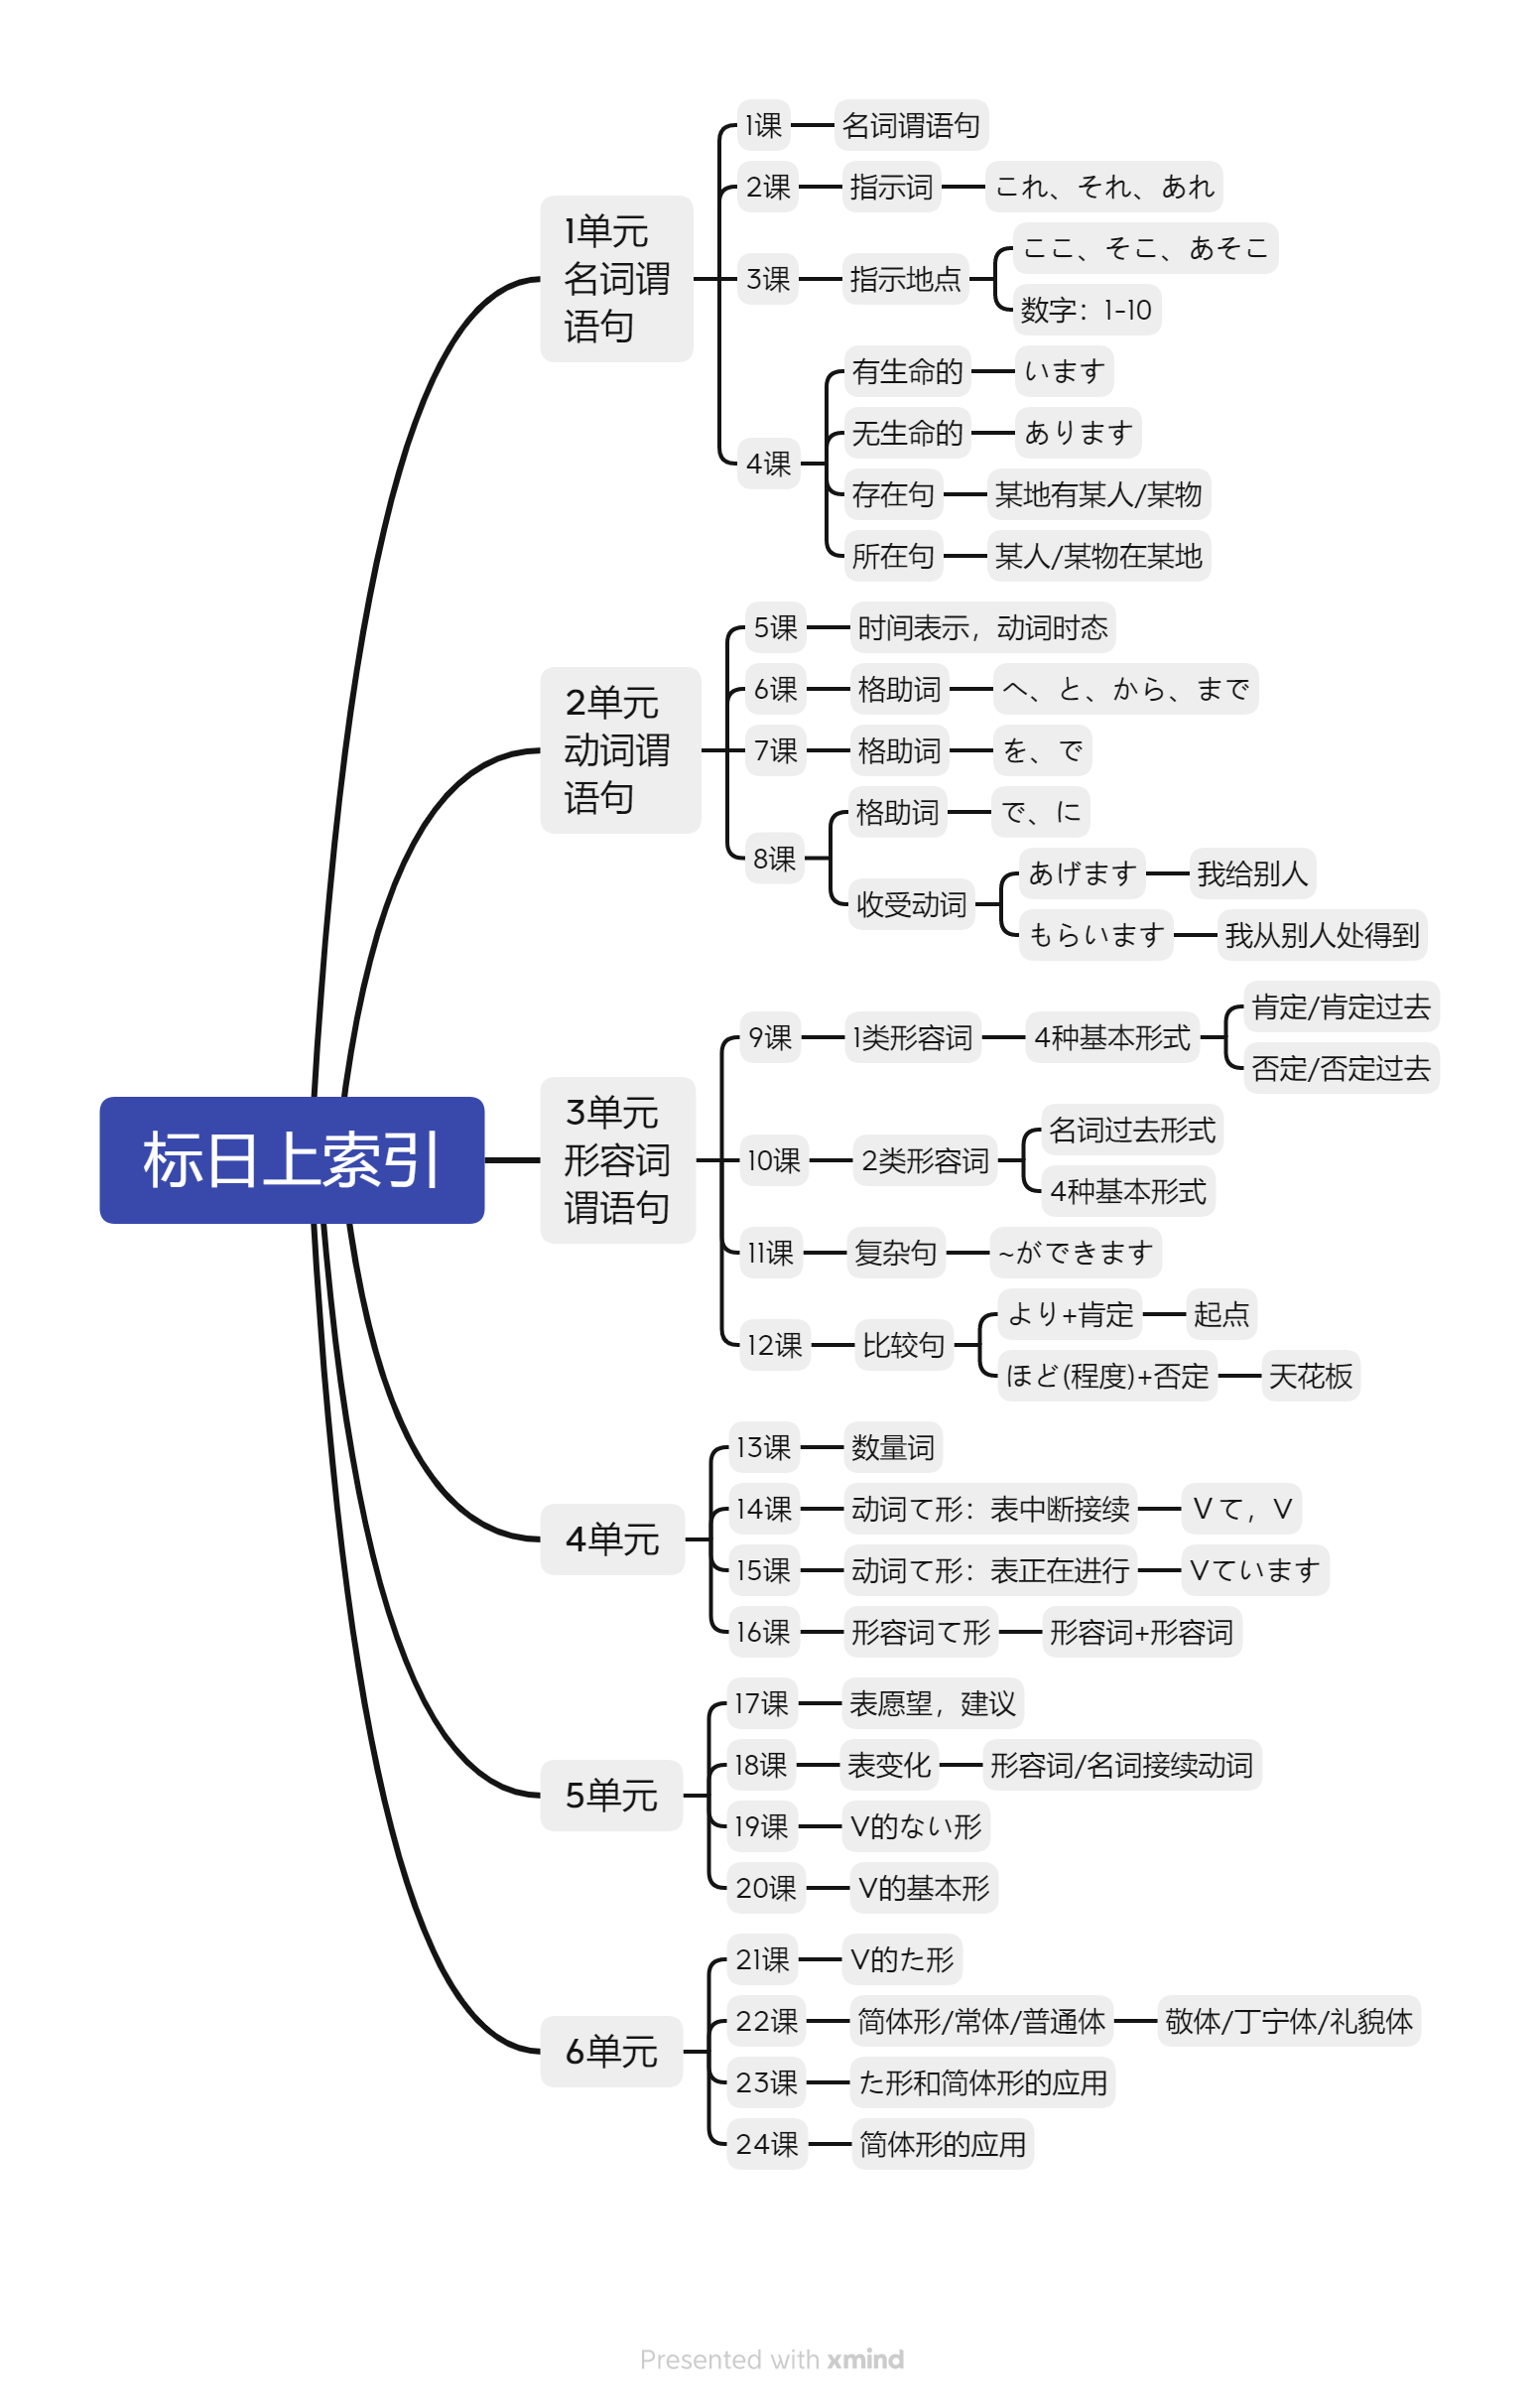 标日上索引
1单元
名词谓
语句
1课
名词谓语句
2课
指示词
これ、それ、あれ
3课
指示地点
ここ、そこ、あそこ
数字：1-10
4课
有生命的
います
无生命的
あります
存在句
某地有某人/某物
所在句
某人/某物在某地
2单元
动词谓
语句
5课
时间表示，动词时态
6课
格助词
へ、と、から、まで
7课
格助词
を、で
8课
格助词
で、に
收受动词
あげます
我给别人
もらいます
我从别人处得到
3单元
形容词
谓语句
9课
1类形容词
4种基本形式
肯定/肯定过去
否定/否定过去
10课
2类形容词
名词过去形式
4种基本形式
11课
复杂句
~ができます
12课
比较句
より+肯定
起点
ほど(程度)+否定
天花板
4单元
13课
数量词
14课
动词て形：表中断接续
V て，V
15课
动词て形：表正在进行
Vています
16课
形容词て形
形容词+形容词
5单元
17课
表愿望，建议
18课
表变化
形容词/名词接续动词
19课
V的ない形
20课
V的基本形
6单元
21课
V的た形
22课
简体形/常体/普通体
敬体/丁宁体/礼貌体
23课
た形和简体形的应用
24课
简体形的应用
Presented with xmind